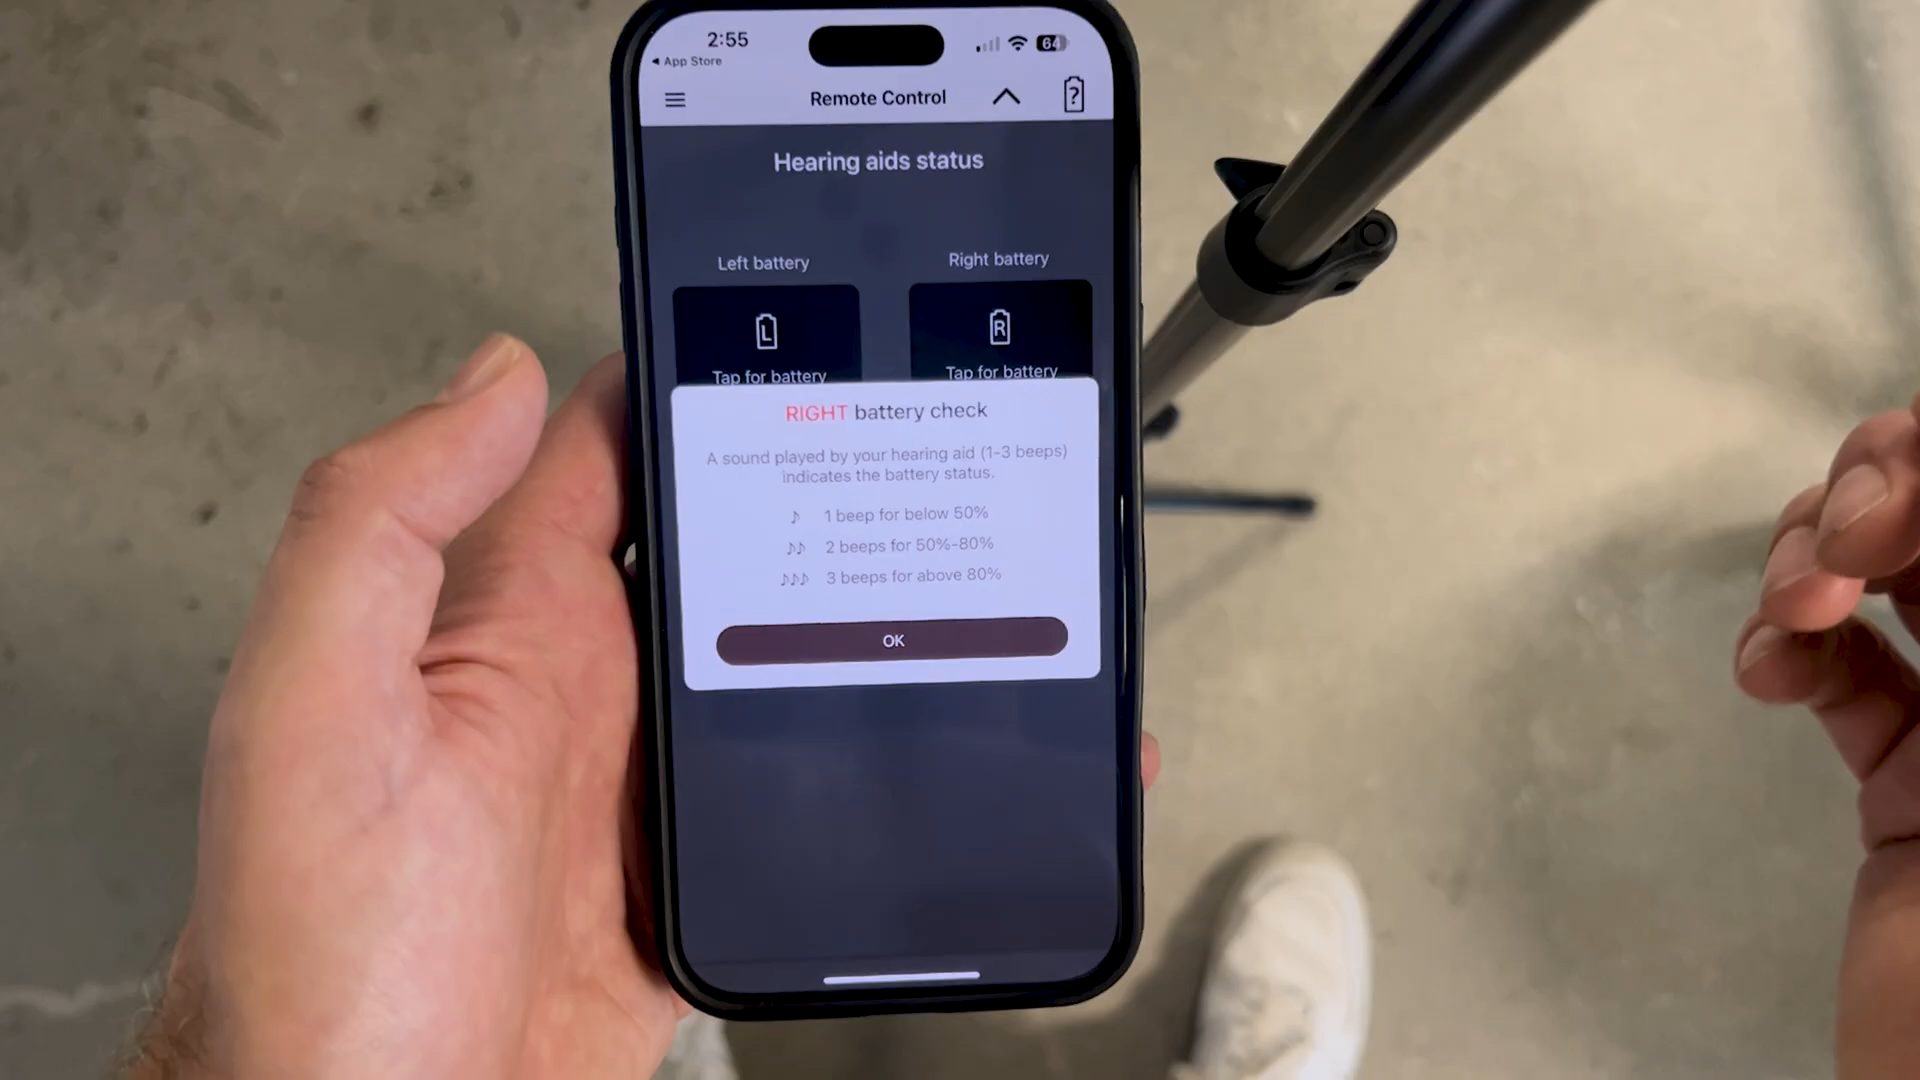 2:55
◀ App Store
64
Remote Control
?
Hearing aids status
Left battery
Right battery
L
R
Tap for battery
Tap for battery
RIGHT battery check
A sound played by your hearing aid (1-3 beeps)
indicates the battery status.
♪ 1 beep for below 50%
♪♪ 2 beeps for 50%-80%
♪♪♪ 3 beeps for above 80%
OK